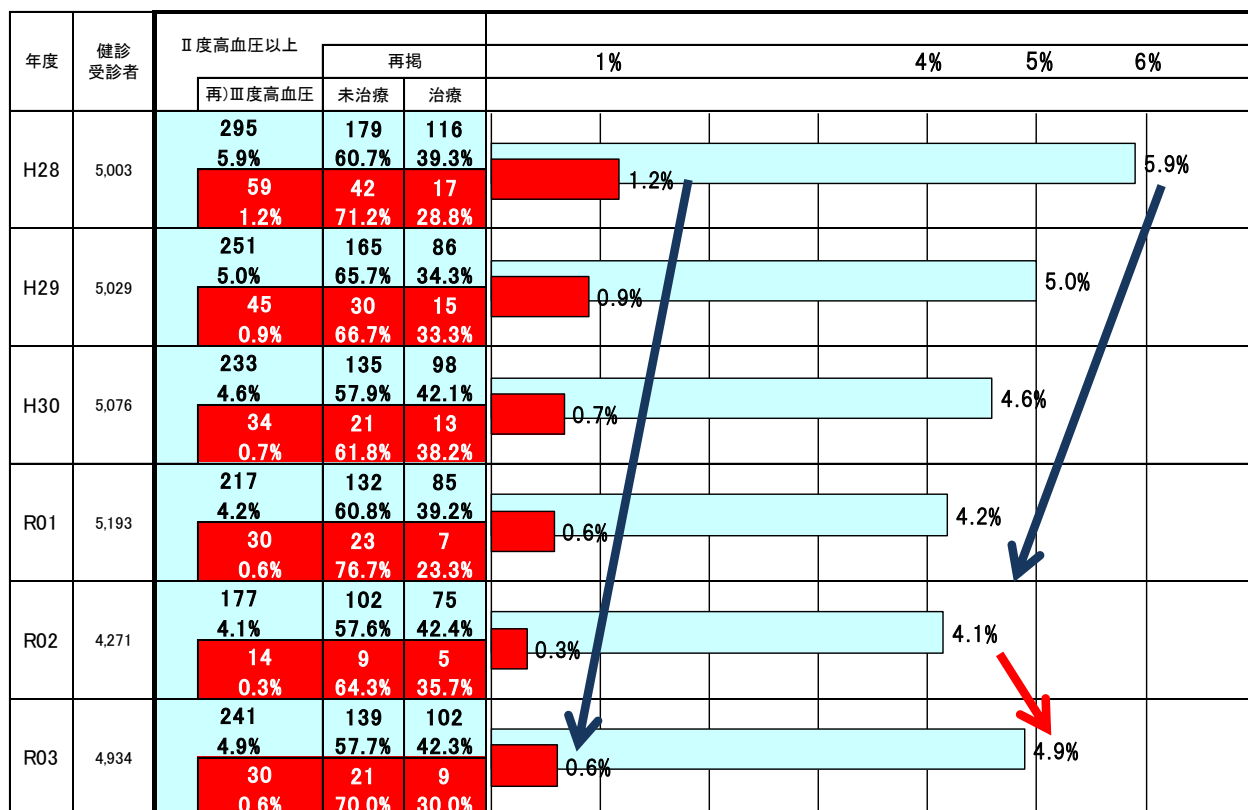 年度 健診受診者 Ⅱ度高血圧以上 再掲 1% 4% 5% 6%
再)Ⅲ度高血圧 未治療 治療
H28 5,003
295 179 116
5.9% 60.7% 39.3%
59 42 17
1.2% 71.2% 28.8%
1.2% 5.9%
H29 5,029
251 165 86
5.0% 65.7% 34.3%
45 30 15
0.9% 66.7% 33.3%
0.9% 5.0%
H30 5,076
233 135 98
4.6% 57.9% 42.1%
34 21 13
0.7% 61.8% 38.2%
0.7% 4.6%
R01 5,193
217 132 85
4.2% 60.8% 39.2%
30 23 7
0.6% 76.7% 23.3%
0.6% 4.2%
R02 4,271
177 102 75
4.1% 57.6% 42.4%
14 9 5
0.3% 64.3% 35.7%
0.3% 4.1%
R03 4,934
241 139 102
4.9% 57.7% 42.3%
30 21 9
0.6% 70.0% 30.0%
0.6% 4.9%